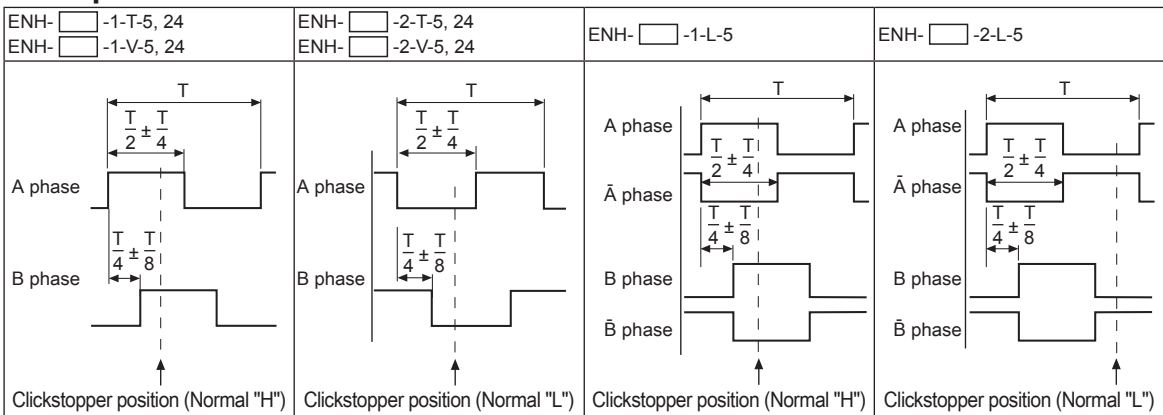 ENH- -1-T-5, 24
ENH- -1-V-5, 24
ENH- -2-T-5, 24
ENH- -2-V-5, 24
ENH- -1-L-5
ENH- -2-L-5
T
T/2 ± T/4
A phase
T/4 ± T/8
B phase
Clickstopper position (Normal "H")
T
T/2 ± T/4
A phase
T/4 ± T/8
B phase
Clickstopper position (Normal "L")
T
A phase
T/2 ± T/4
Ā phase
T/4 ± T/8
B phase
B̄ phase
Clickstopper position (Normal "H")
T
A phase
T/2 ± T/4
Ā phase
T/4 ± T/8
B phase
B̄ phase
Clickstopper position (Normal "L")